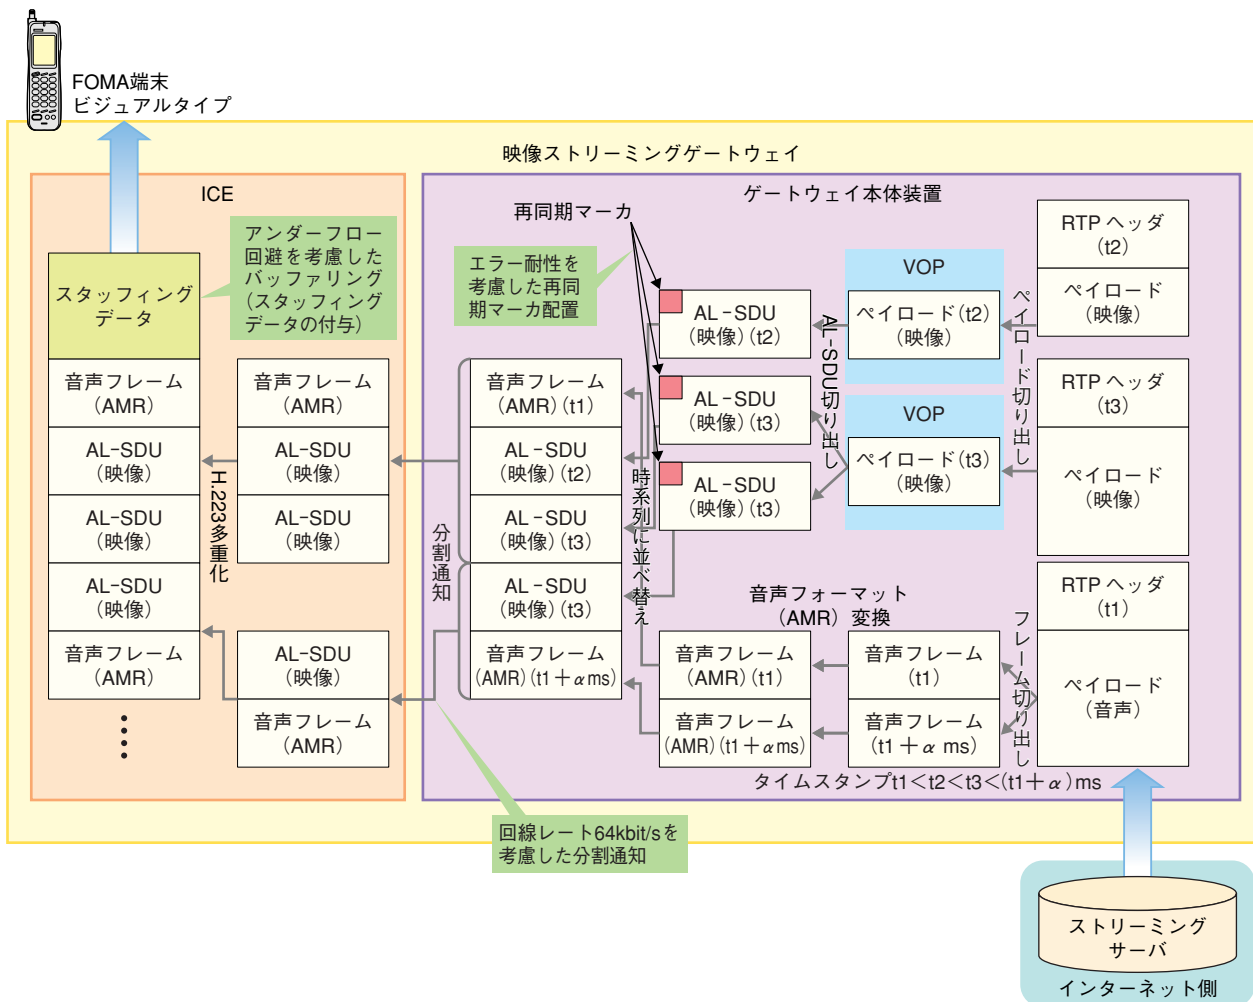 FOMA端末
ビジュアルタイプ
映像ストリーミングゲートウェイ
ICE
アンダーフロー
回避を考慮した
バッファリング
(スタッフィング
データの付与)
スタッフィング
データ
音声フレーム
(AMR)
AL-SDU
(映像)
AL-SDU
(映像)
AL-SDU
(映像)
音声フレーム
(AMR)
H.223多重化
音声フレーム
(AMR)
AL-SDU
(映像)
AL-SDU
(映像)
AL-SDU
(映像)
音声フレーム
(AMR)
分割通知
回線レート64kbit/sを
考慮した分割通知
ゲートウェイ本体装置
再同期マーカ
エラー耐性を
考慮した再同
期マーカ配置
音声フレーム
(AMR)(t1)
AL-SDU
(映像)(t2)
AL-SDU
(映像)(t3)
AL-SDU
(映像)(t3)
音声フレーム
(AMR)(t1+αms)
時系列に並べ替え
AL-SDU
(映像)(t2)
AL-SDU
(映像)(t3)
AL-SDU
(映像)(t3)
AL-SDU切り出し
VOP
ペイロード(t2)
(映像)
VOP
ペイロード(t3)
(映像)
ペイロード切り出し
RTPヘッダ
(t2)
ペイロード
(映像)
RTPヘッダ
(t3)
ペイロード
(映像)
音声フォーマット
(AMR)変換
音声フレーム
(AMR)(t1)
音声フレーム
(AMR)(t1+αms)
音声フレーム
(t1)
音声フレーム
(t1+α ms)
フレーム切り出し
RTPヘッダ
(t1)
ペイロード
(音声)
タイムスタンプt1<t2<t3<(t1+α)ms
ストリーミング
サーバ
インターネット側